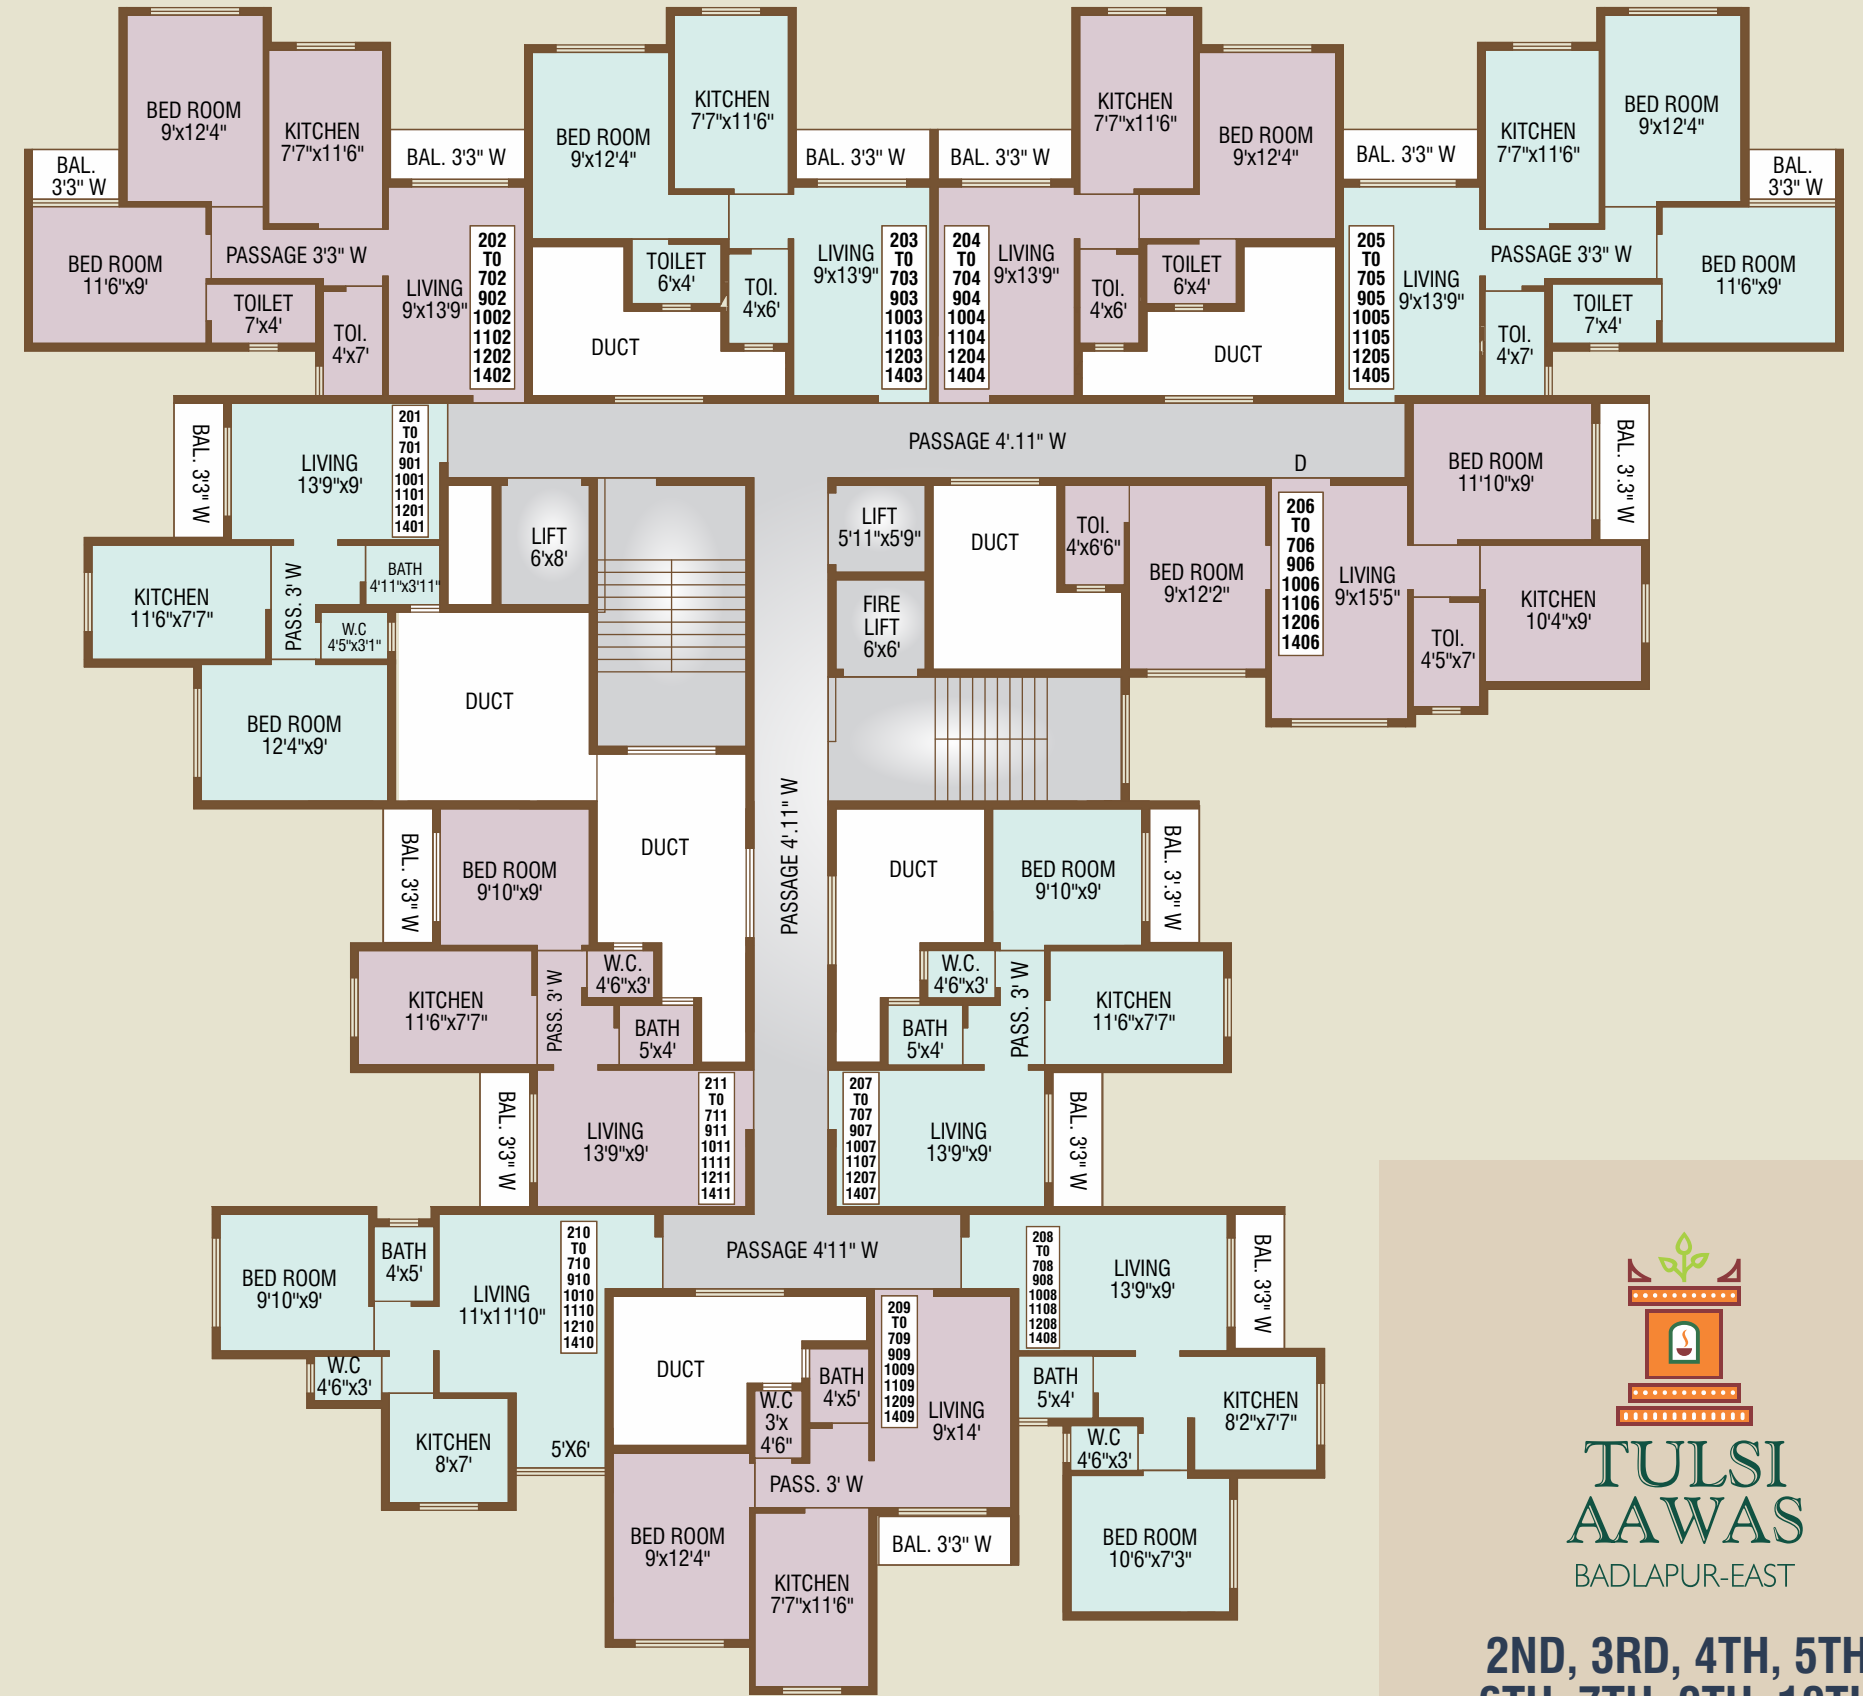 BED ROOM
9'x12'4"
KITCHEN
7'7"x11'6"
BAL. 3'3" W
BAL.
3'3" W
BED ROOM
11'6"x9'
PASSAGE 3'3" W
TOILET
7'x4'
TOI.
4'x7'
LIVING
9'x13'9"
202
TO
702
902
1002
1102
1202
1402
BED ROOM
9'x12'4"
KITCHEN
7'7"x11'6"
BAL. 3'3" W
TOILET
6'x4'
TOI.
4'x6'
LIVING
9'x13'9"
203
TO
703
903
1003
1103
1203
1403
DUCT
BAL. 3'3" W
KITCHEN
7'7"x11'6"
BED ROOM
9'x12'4"
204
TO
704
904
1004
1104
1204
1404
LIVING
9'x13'9"
TOI.
4'x6'
TOILET
6'x4'
DUCT
BAL. 3'3" W
KITCHEN
7'7"x11'6"
BED ROOM
9'x12'4"
BAL.
3'3" W
205
TO
705
905
1005
1105
1205
1405
LIVING
9'x13'9"
PASSAGE 3'3" W
BED ROOM
11'6"x9'
TOILET
7'x4'
TOI.
4'x7'
BAL. 3'3" W
LIVING
13'9"x9'
201
TO
701
901
1001
1101
1201
1401
KITCHEN
11'6"x7'7"
PASS. 3' W
BATH
4'11"x3'11"
W.C
4'5"x3'1"
BED ROOM
12'4"x9'
DUCT
LIFT
6'x8'
PASSAGE 4'.11" W
D
LIFT
5'11"x5'9"
FIRE
LIFT
6'x6'
DUCT
TOI.
4'x6'6"
BED ROOM
9'x12'2"
206
TO
706
906
1006
1106
1206
1406
LIVING
9'x15'5"
BED ROOM
11'10"x9'
BAL. 3'.3" W
KITCHEN
10'4"x9'
TOI.
4'5"x7'
PASSAGE 4'.11" W
BAL. 3'3" W
BED ROOM
9'10"x9'
DUCT
KITCHEN
11'6"x7'7"
PASS. 3' W
W.C.
4'6"x3'
BATH
5'x4'
BAL. 3'3" W
LIVING
13'9"x9'
211
TO
711
911
1011
1111
1211
1411
DUCT
BED ROOM
9'10"x9'
BAL. 3'.3" W
W.C.
4'6"x3'
BATH
5'x4'
PASS. 3' W
KITCHEN
11'6"x7'7"
207
TO
707
907
1007
1107
1207
1407
LIVING
13'9"x9'
BAL. 3'3" W
PASSAGE 4'11" W
BED ROOM
9'10"x9'
BATH
4'x5'
LIVING
11'x11'10"
210
TO
710
910
1010
1110
1210
1410
W.C
4'6"x3'
KITCHEN
8'x7'
5'X6'
DUCT
W.C
3'x
4'6"
BATH
4'x5'
209
TO
709
909
1009
1109
1209
1409
LIVING
9'x14'
PASS. 3' W
BED ROOM
9'x12'4"
KITCHEN
7'7"x11'6"
BAL. 3'3" W
208
TO
708
908
1008
1108
1208
1408
LIVING
13'9"x9'
BAL. 3'3" W
BATH
5'x4'
KITCHEN
8'2"x7'7"
W.C
4'6"x3'
BED ROOM
10'6"x7'3"
TULSI
AAWAS
BADLAPUR-EAST
2ND, 3RD, 4TH, 5TH